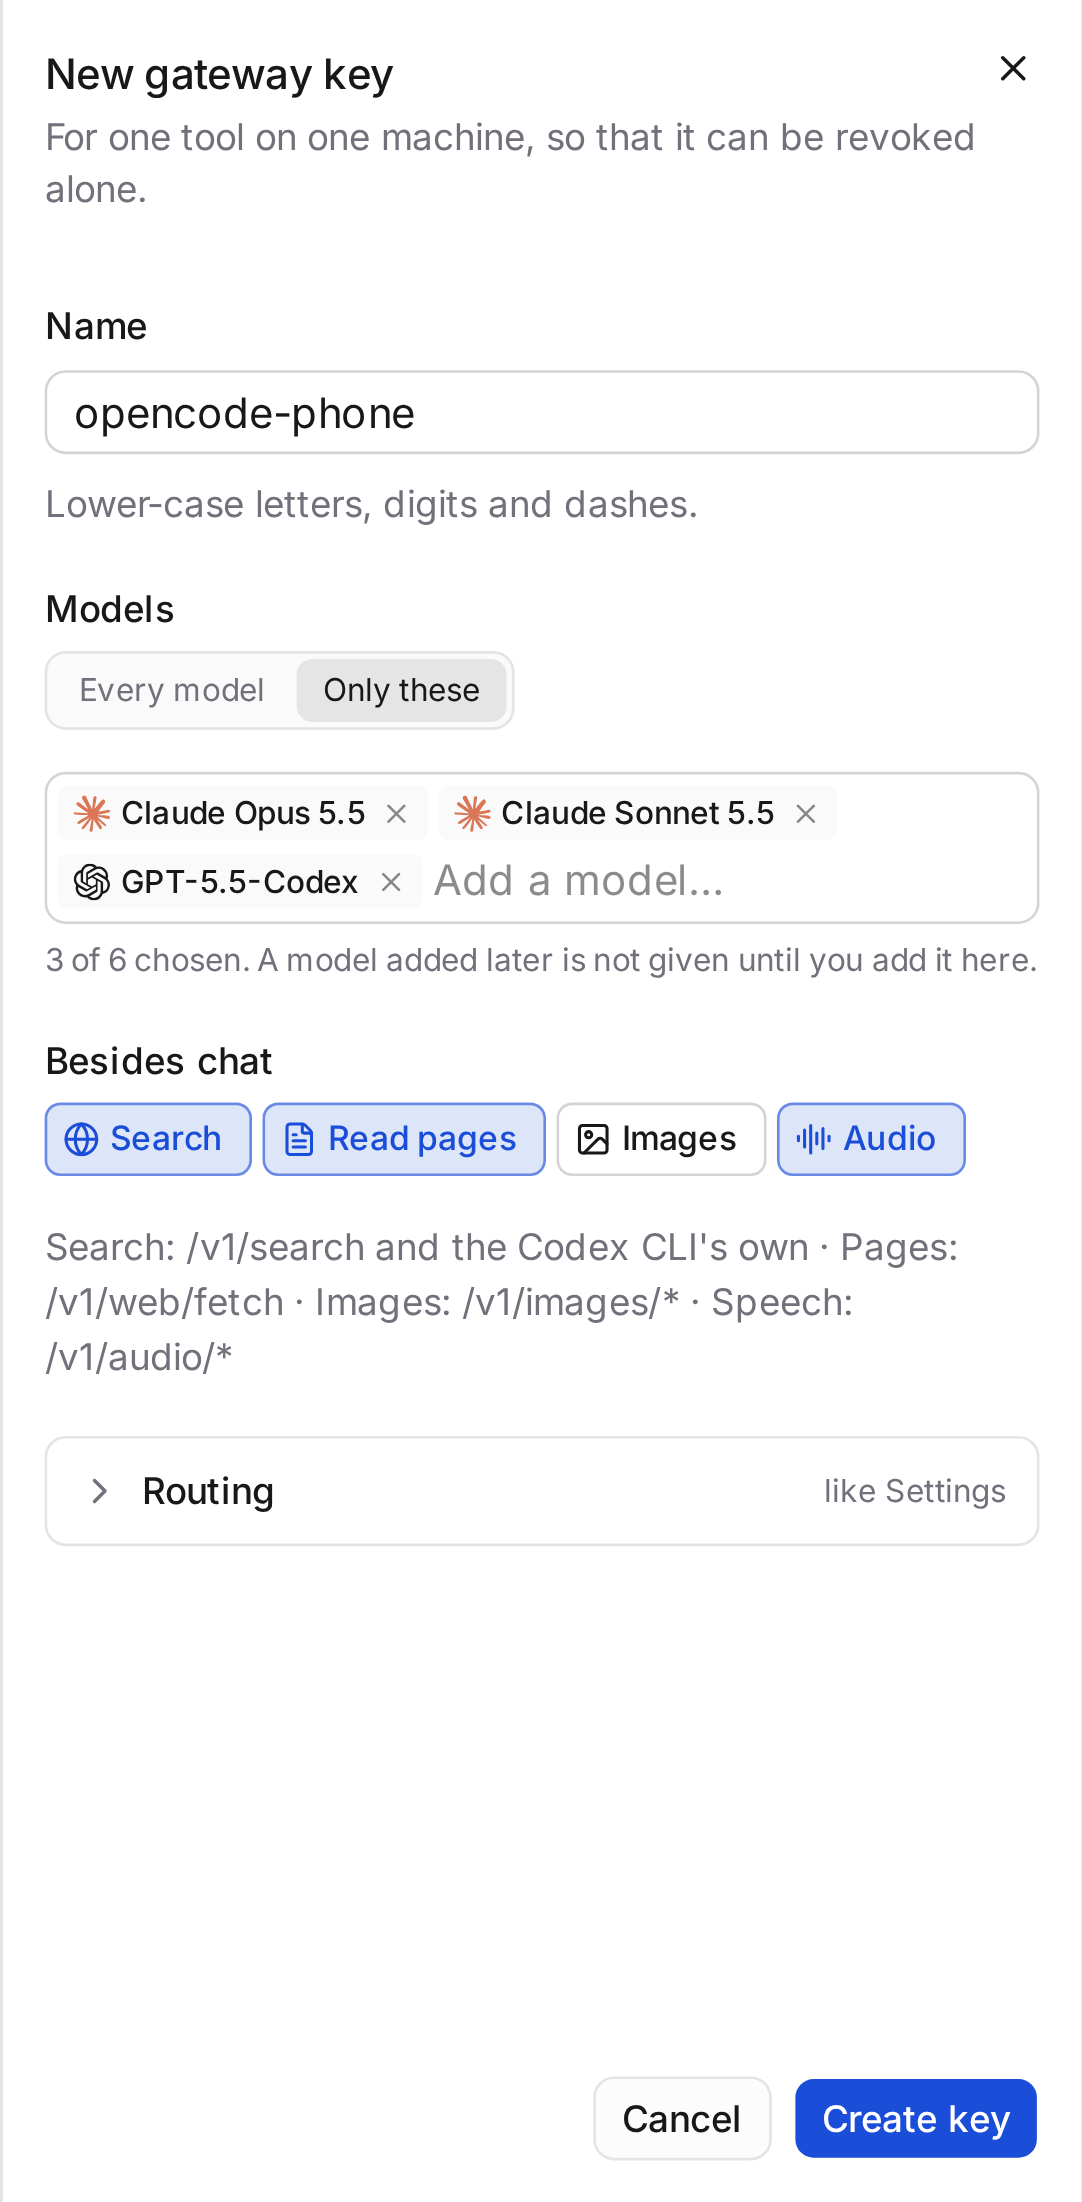 New gateway key
For one tool on one machine, so that it can be revoked
alone.
Name
opencode-phone
Lower-case letters, digits and dashes.
Models
Every model Only these
Claude Opus 5.5 Claude Sonnet 5.5
GPT-5.5-Codex Add a model...
3 of 6 chosen. A model added later is not given until you add it here.
Besides chat
Search Read pages Images Audio
Search: /v1/search and the Codex CLI's own · Pages:
/v1/web/fetch · Images: /v1/images/* · Speech:
/v1/audio/*
Routing like Settings
Cancel Create key